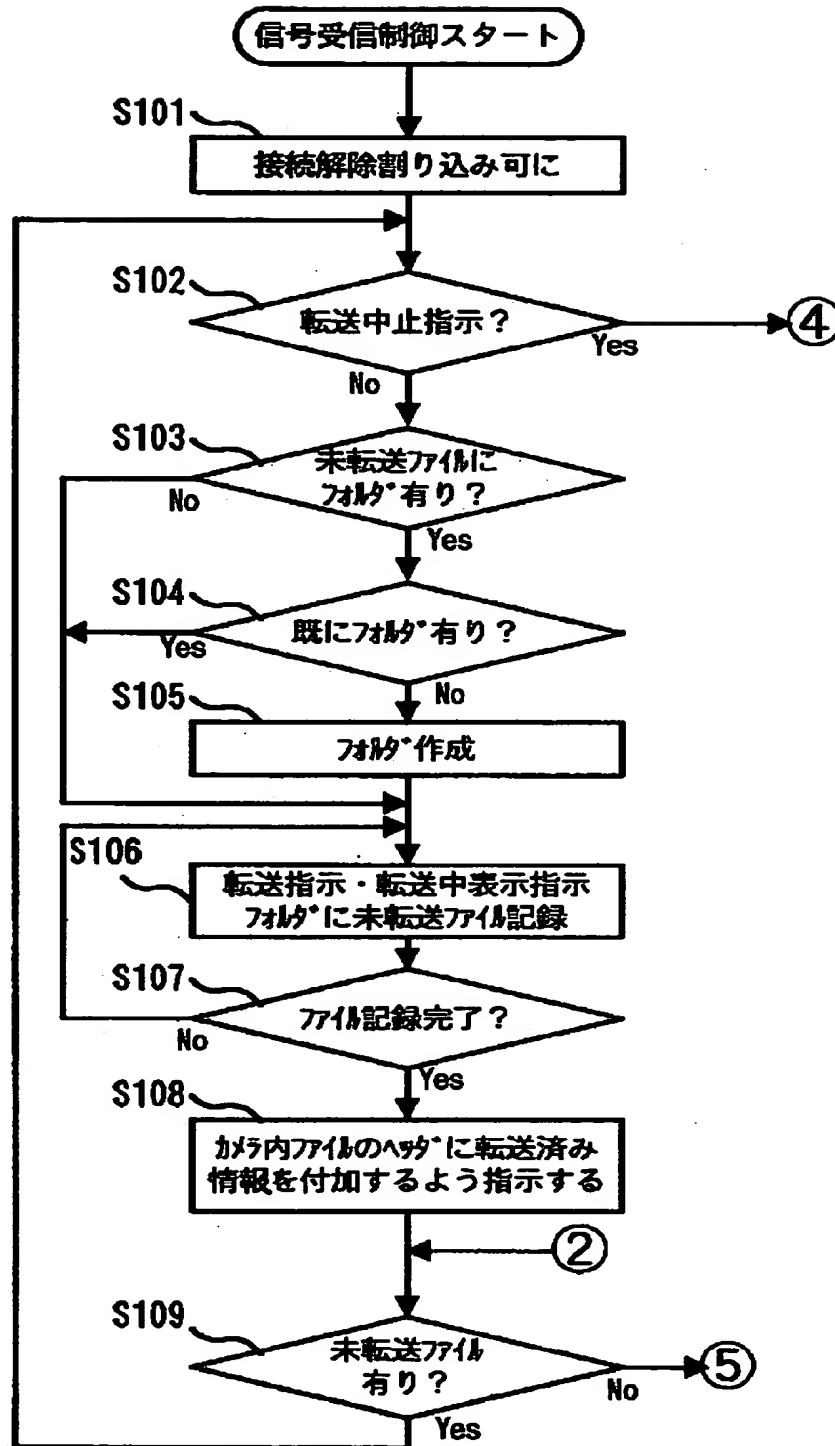 信号受信制御スタート
S101
接続解除割り込み可に
S102
転送中止指示？
Yes
④
No
S103
未転送ファイルに
フォルダ有り？
No
Yes
S104
既にフォルダ有り？
Yes
No
S105
フォルダ作成
S106
転送指示・転送中表示指示
フォルダに未転送ファイル記録
S107
ファイル記録完了？
No
Yes
S108
カメラ内ファイルのヘッダに転送済み
情報を付加するよう指示する
②
S109
未転送ファイル
有り？
No
⑤
Yes